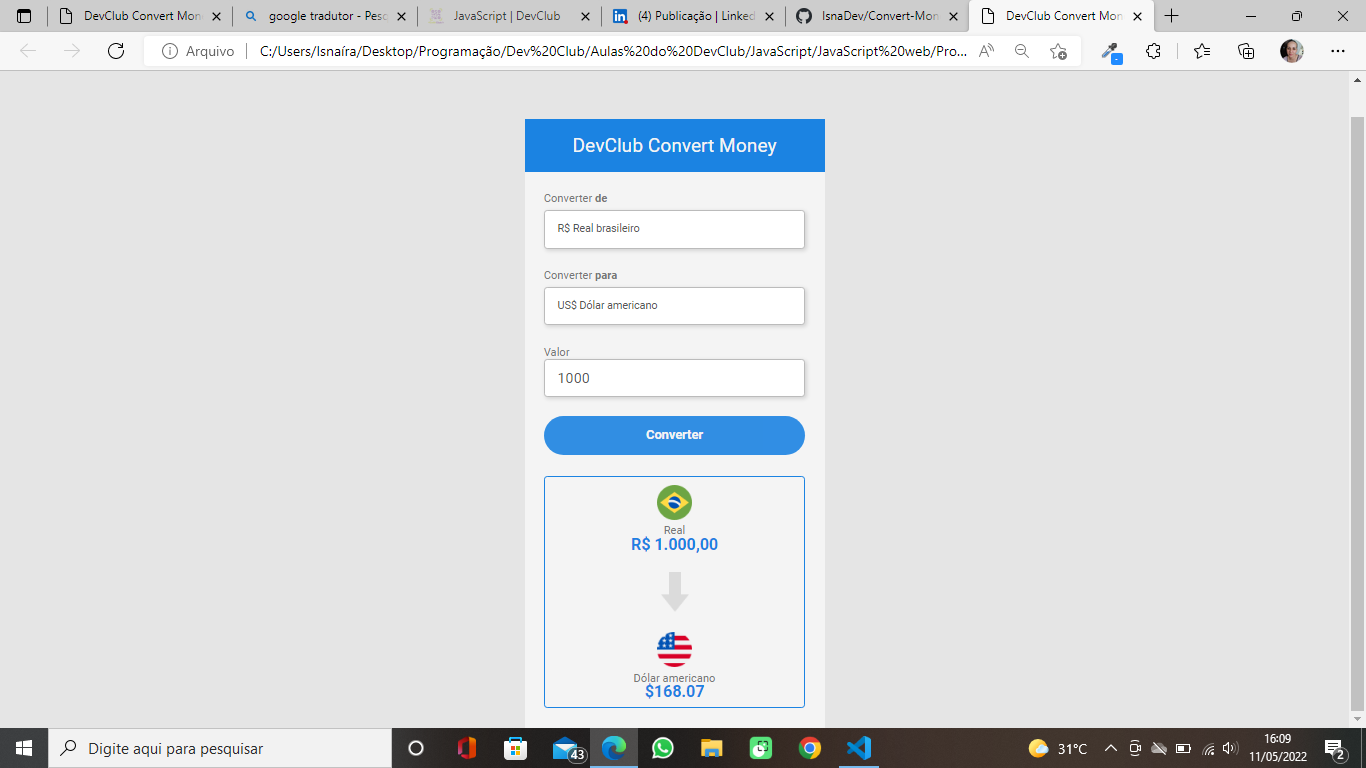 DevClub Convert Mon
google tradutor - Pesq
JavaScript | DevClub
(4) Publicação | Linked
IsnaDev/Convert-Mon
DevClub Convert Mon
Arquivo
C:/Users/Isnaíra/Desktop/Programação/Dev%20Club/Aulas%20do%20DevClub/JavaScript/JavaScript%20web/Pro...
DevClub Convert Money
Converter de
R$ Real brasileiro
Converter para
US$ Dólar americano
Valor
1000
Converter
Real
R$ 1.000,00
Dólar americano
$168.07
Digite aqui para pesquisar
43
31°C
16:09
11/05/2022
2